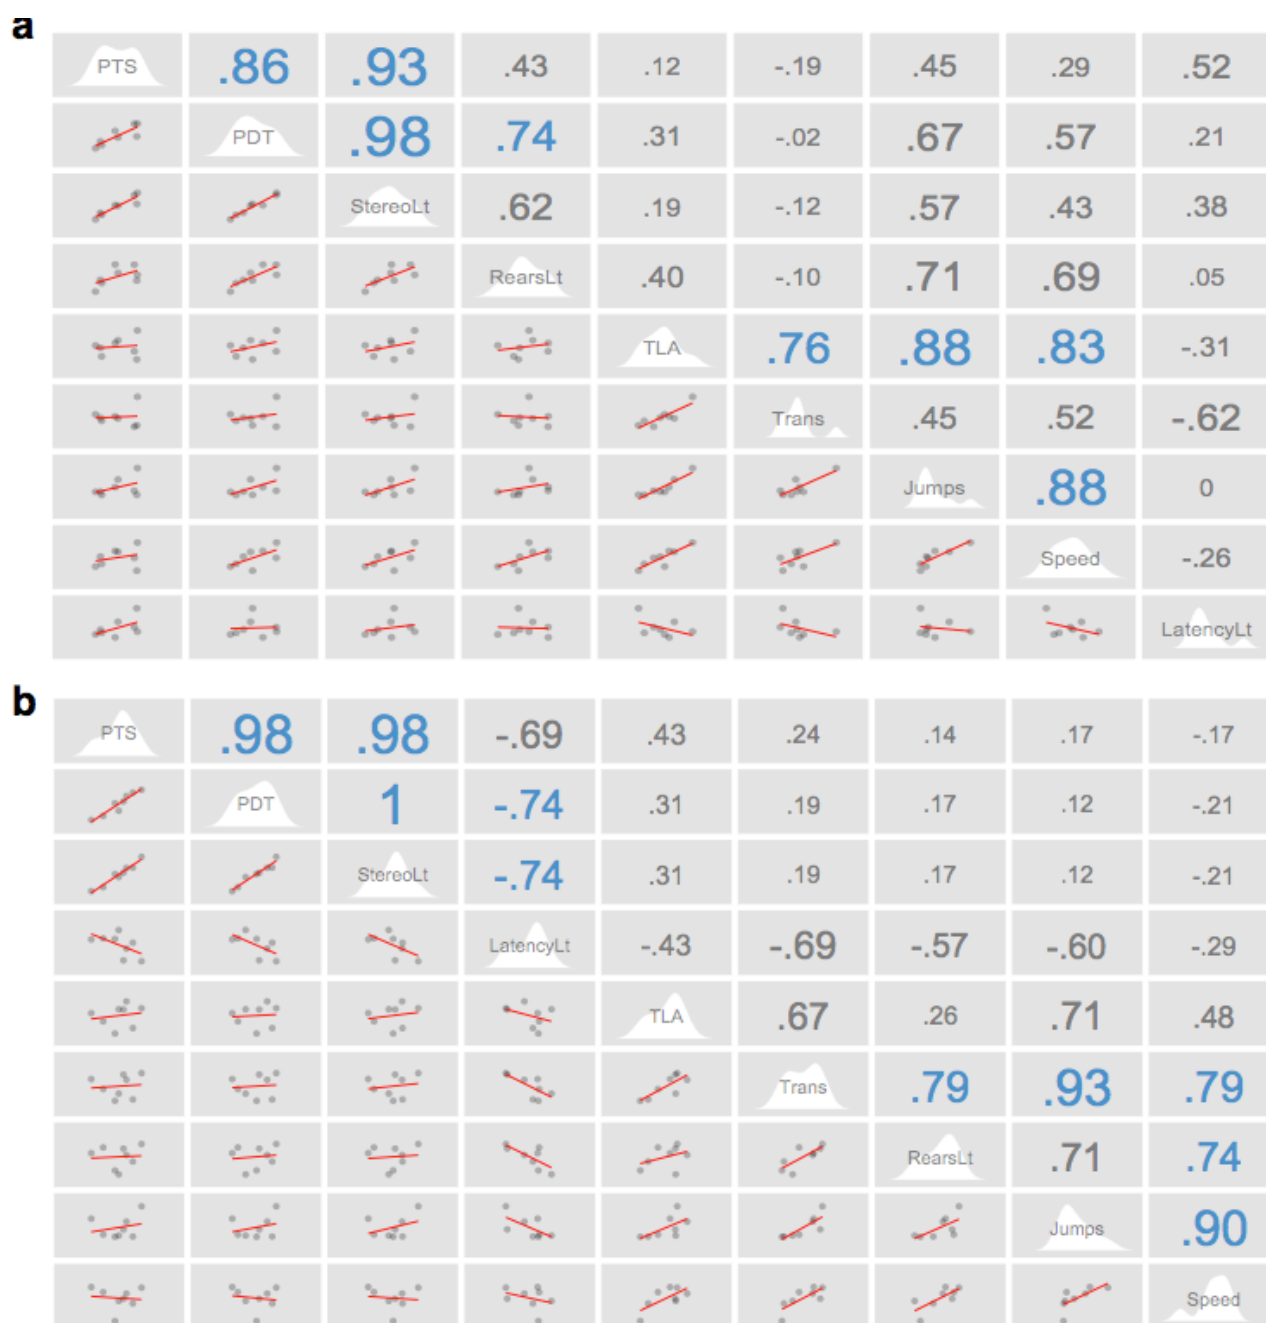 a
PTS .86 .93 .43 .12 -.19 .45 .29 .52
PDT .98 .74 .31 -.02 .67 .57 .21
StereoLt .62 .19 -.12 .57 .43 .38
RearsLt .40 -.10 .71 .69 .05
TLA .76 .88 .83 -.31
Trans .45 .52 -.62
Jumps .88 0
Speed -.26
LatencyLt
b
PTS .98 .98 -.69 .43 .24 .14 .17 -.17
PDT 1 -.74 .31 .19 .17 .12 -.21
StereoLt -.74 .31 .19 .17 .12 -.21
LatencyLt -.43 -.69 -.57 -.60 -.29
TLA .67 .26 .71 .48
Trans .79 .93 .79
RearsLt .71 .74
Jumps .90
Speed